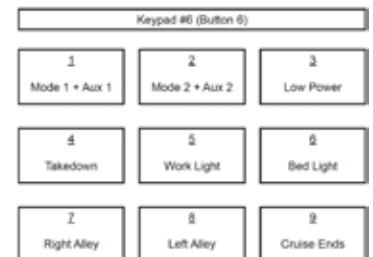 Keypad #6 (Button 6)
1 2 3
Mode 1 + Aux 1 Mode 2 + Aux 2 Low Power
4 5 6
Takedown Work Light Bed Light
7 8 9
Right Alley Left Alley Cruise Ends